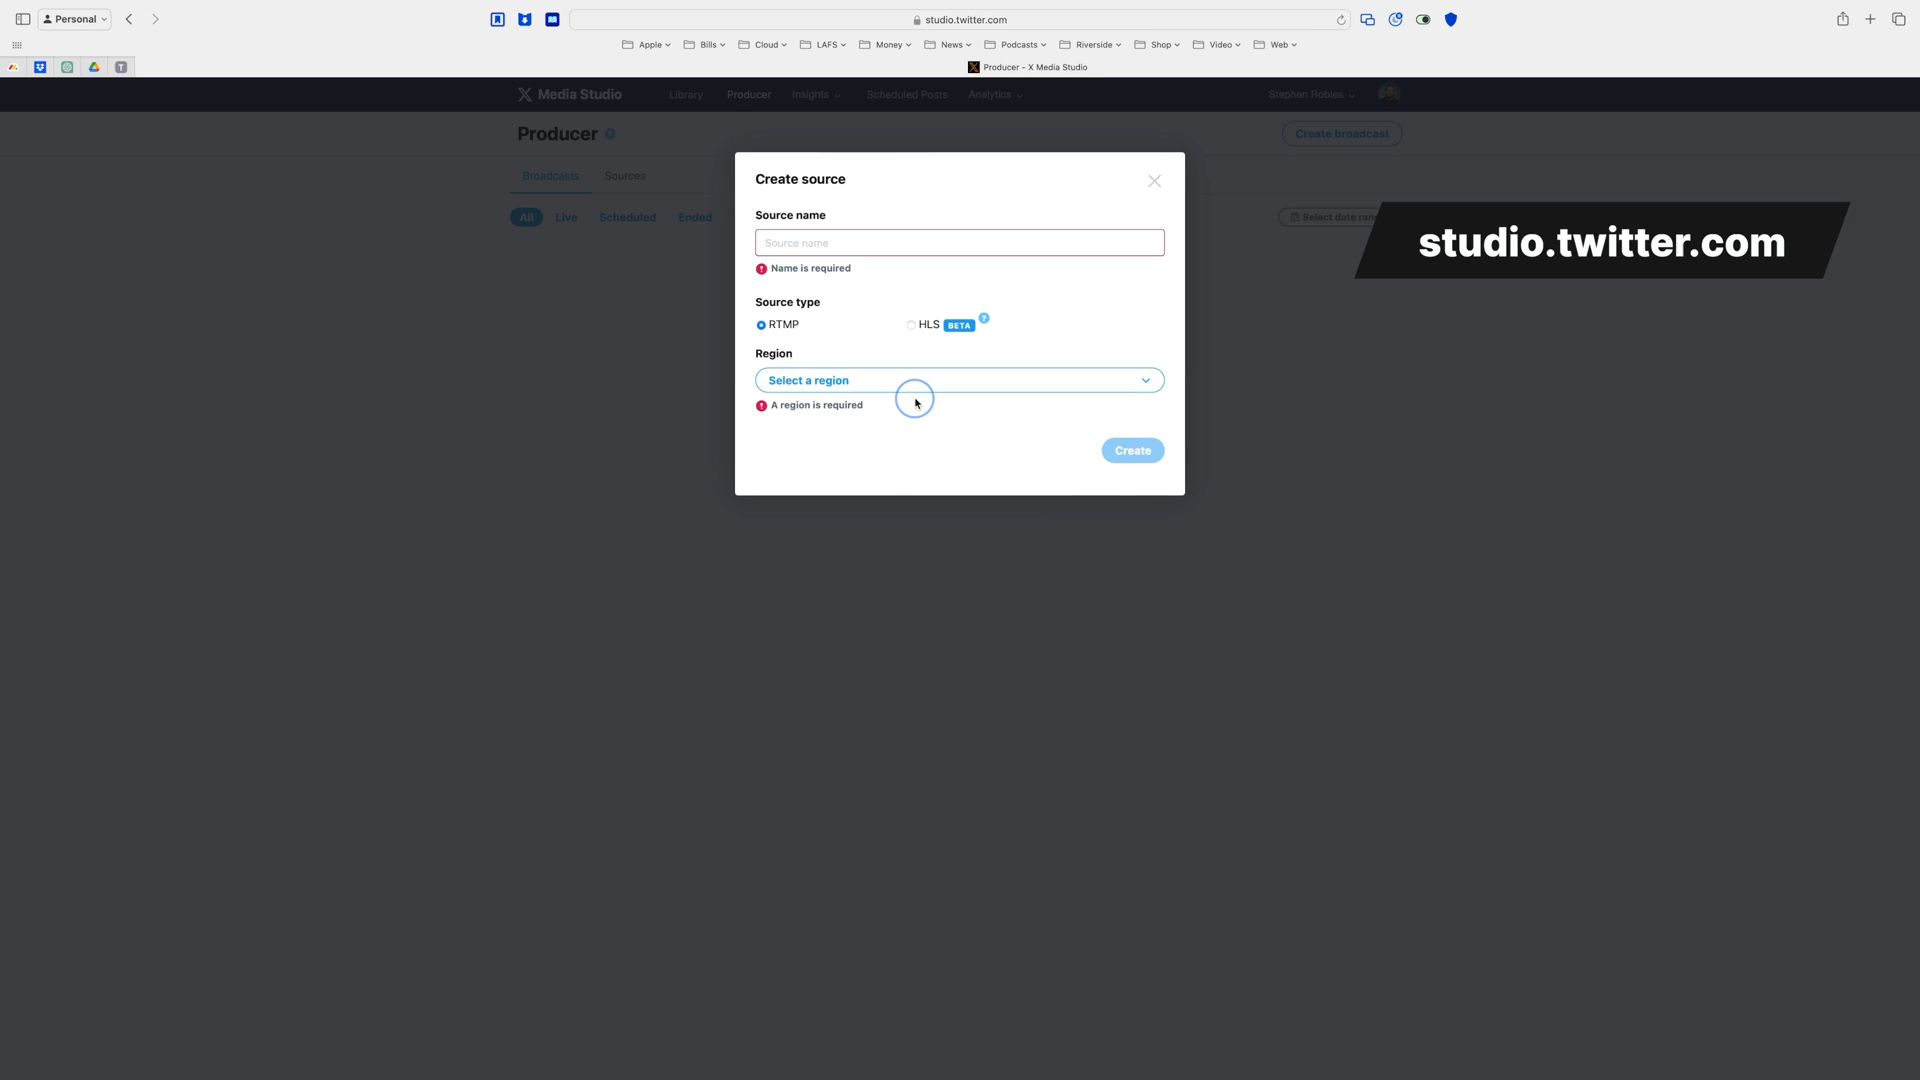 Personal
studio.twitter.com
Apple Bills Cloud LAFS Money News Podcasts Riverside Shop Video Web
T
Producer - X Media Studio
Media Studio Library Producer Insights Scheduled Posts Analytics Stephen Robles
Producer ? Create broadcast
Create source
Broadcasts Sources
Source name
All Live Scheduled Ended
Select date ran
studio.twitter.com
Source name
! Name is required
Source type
RTMP HLS BETA ?
Region
Select a region
! A region is required
Create